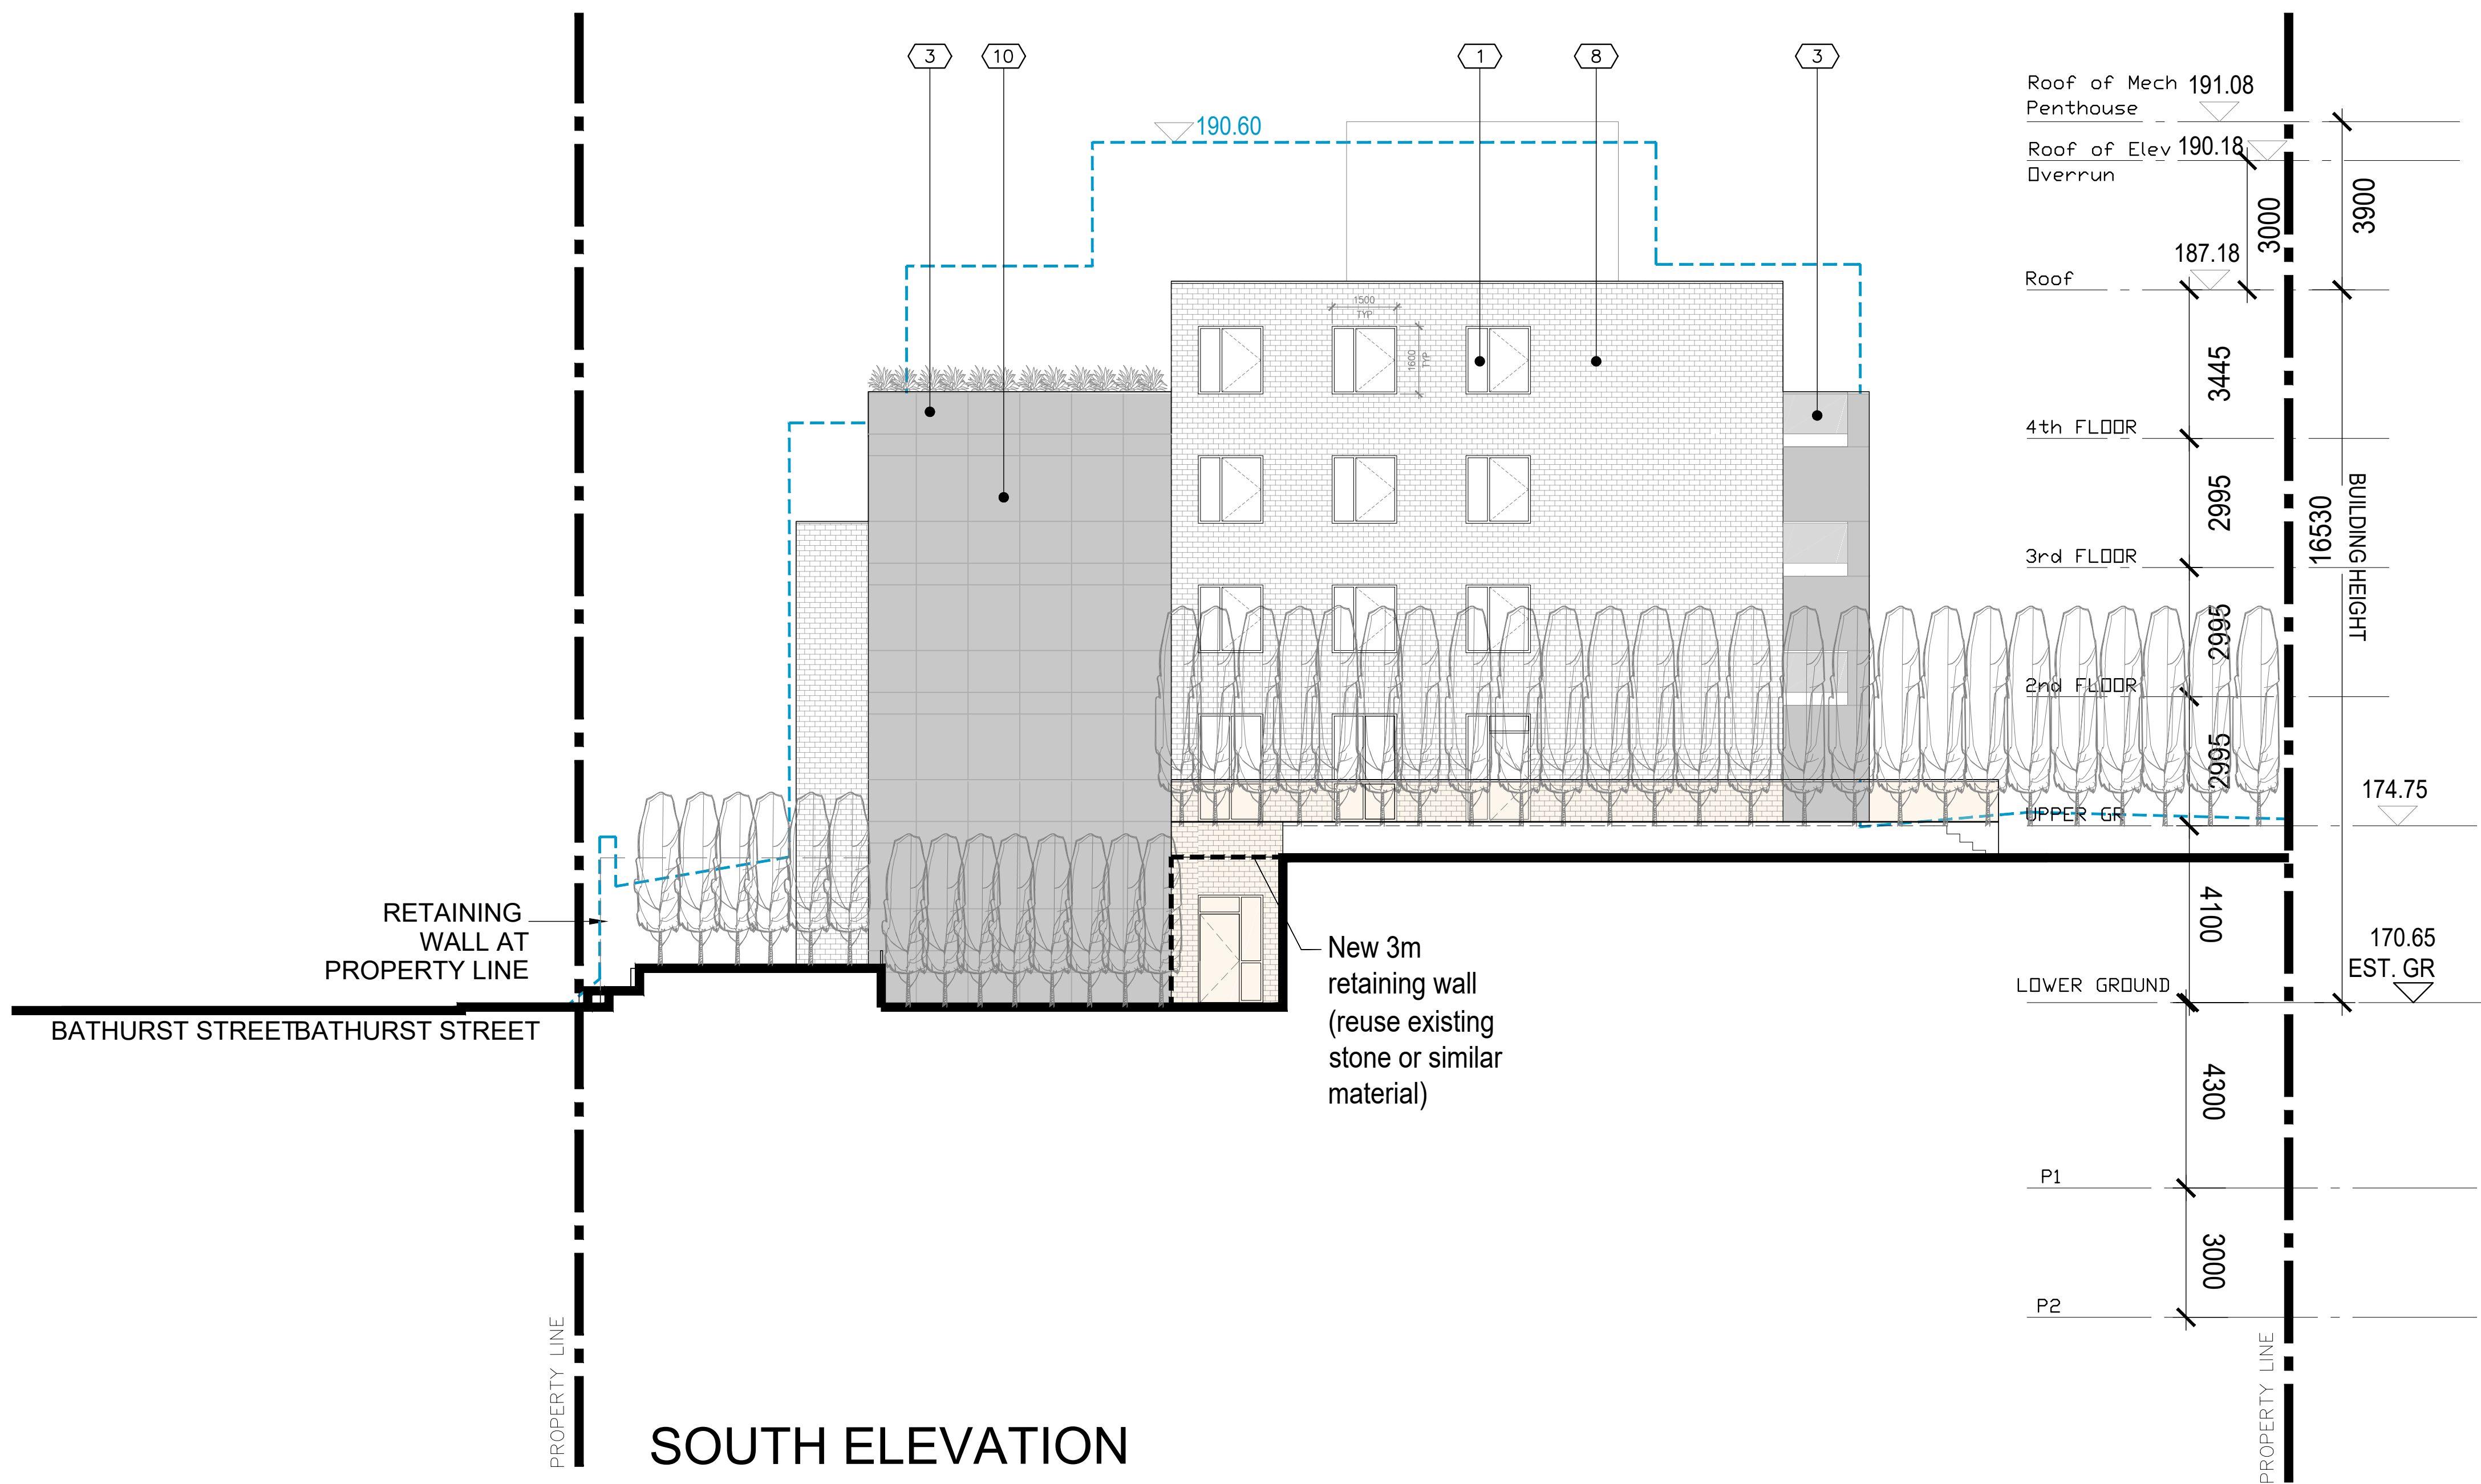 3
10
1
8
3
Roof of Mech 191.08
Penthouse
190.60
Roof of Elev 190.18
Overrun
3000
3900
187.18
Roof
1500
TYP
1600
TYP
3445
4th FLOOR
2995
BUILDING HEIGHT
16530
3rd FLOOR
2995
2nd FLOOR
2995
174.75
UPPER GR
4100
RETAINING
WALL AT
PROPERTY LINE
New 3m
retaining wall
(reuse existing
stone or similar
material)
170.65
EST. GR
LOWER GROUND
BATHURST STREET
BATHURST STREET
4300
P1
3000
P2
PROPERTY LINE
PROPERTY LINE
SOUTH ELEVATION